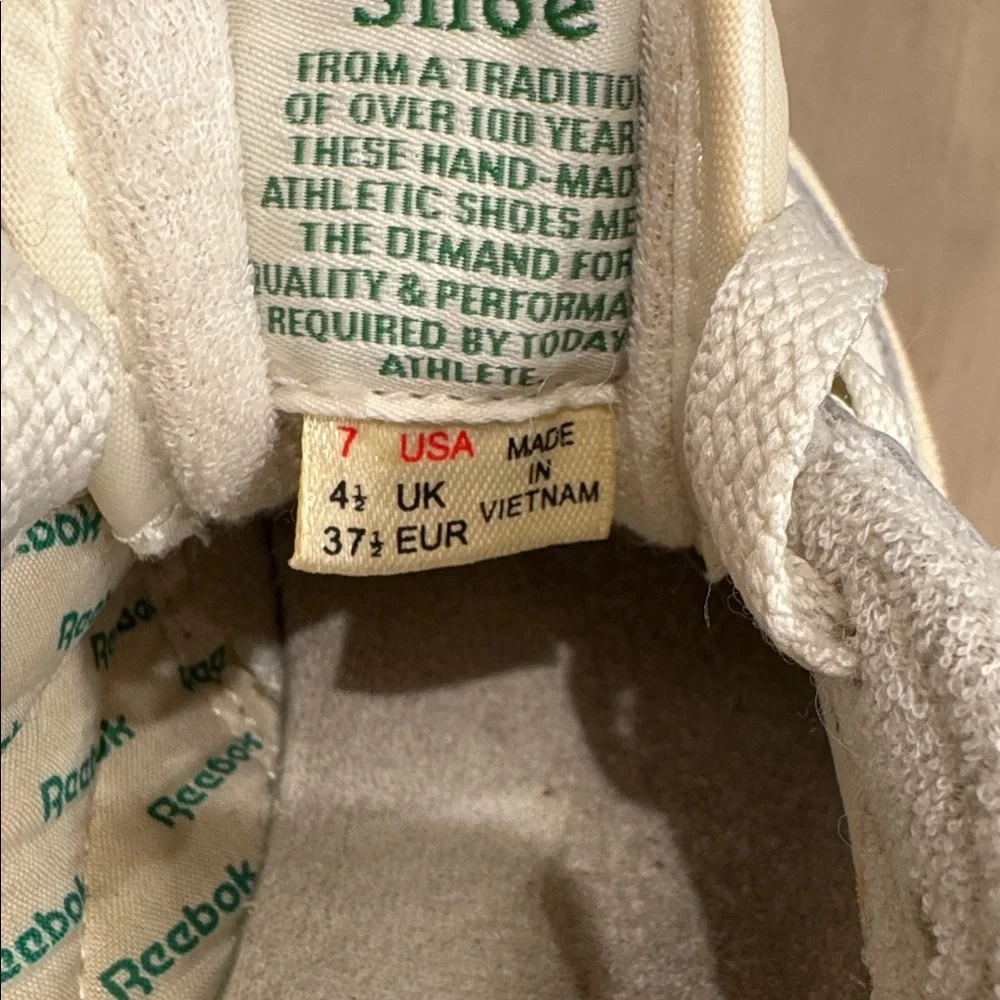 Shoe
FROM A TRADITIO
OF OVER 100 YEAR
THESE HAND-MAD
ATHLETIC SHOES ME
THE DEMAND FOR
QUALITY & PERFORMA
REQUIRED BY TODAY
ATHLETE
7 USA
4½ UK
37½ EUR
MADE
IN
VIETNAM
Reebok
Reebok
Reebok
Reebok
Reebok